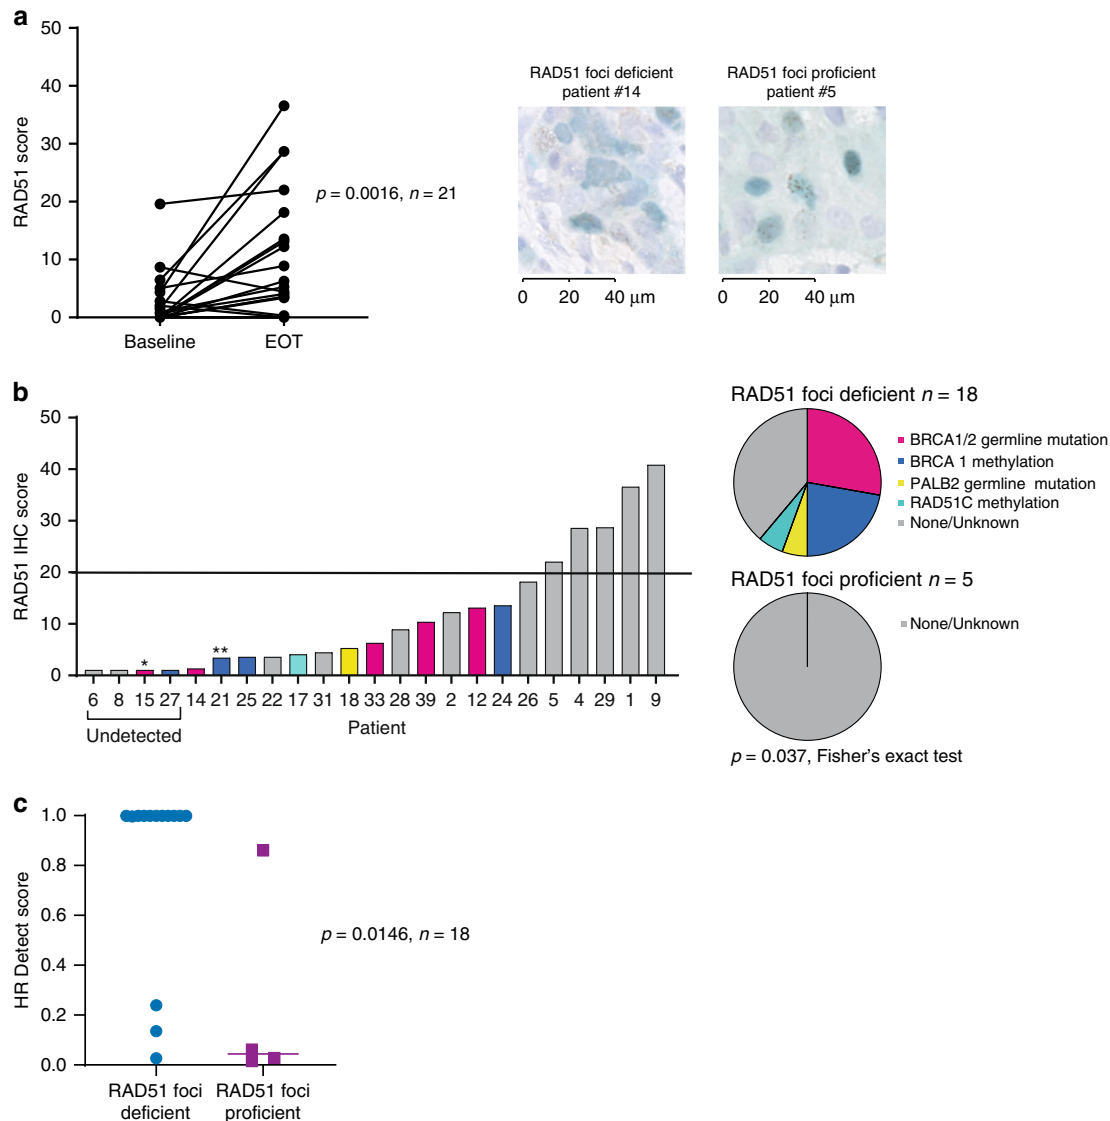 a
50
40
30
20
10
0
RAD51 score
Baseline
EOT
p = 0.0016, n = 21
RAD51 foci deficient
patient #14
0 20 40 μm
RAD51 foci proficient
patient #5
0 20 40 μm
b
50
40
30
20
10
0
RAD51 IHC score
*
**
6 8 15 27 14 21 25 22 17 31 18 33 28 39 2 12 24 26 5 4 29 1 9
Undetected
Patient
RAD51 foci deficient n = 18
BRCA1/2 germline mutation
BRCA 1 methylation
PALB2 germline mutation
RAD51C methylation
None/Unknown
RAD51 foci proficient n = 5
None/Unknown
p = 0.037, Fisher's exact test
c
1.0
0.8
0.6
0.4
0.2
0.0
HR Detect score
p = 0.0146, n = 18
RAD51 foci
deficient
RAD51 foci
proficient